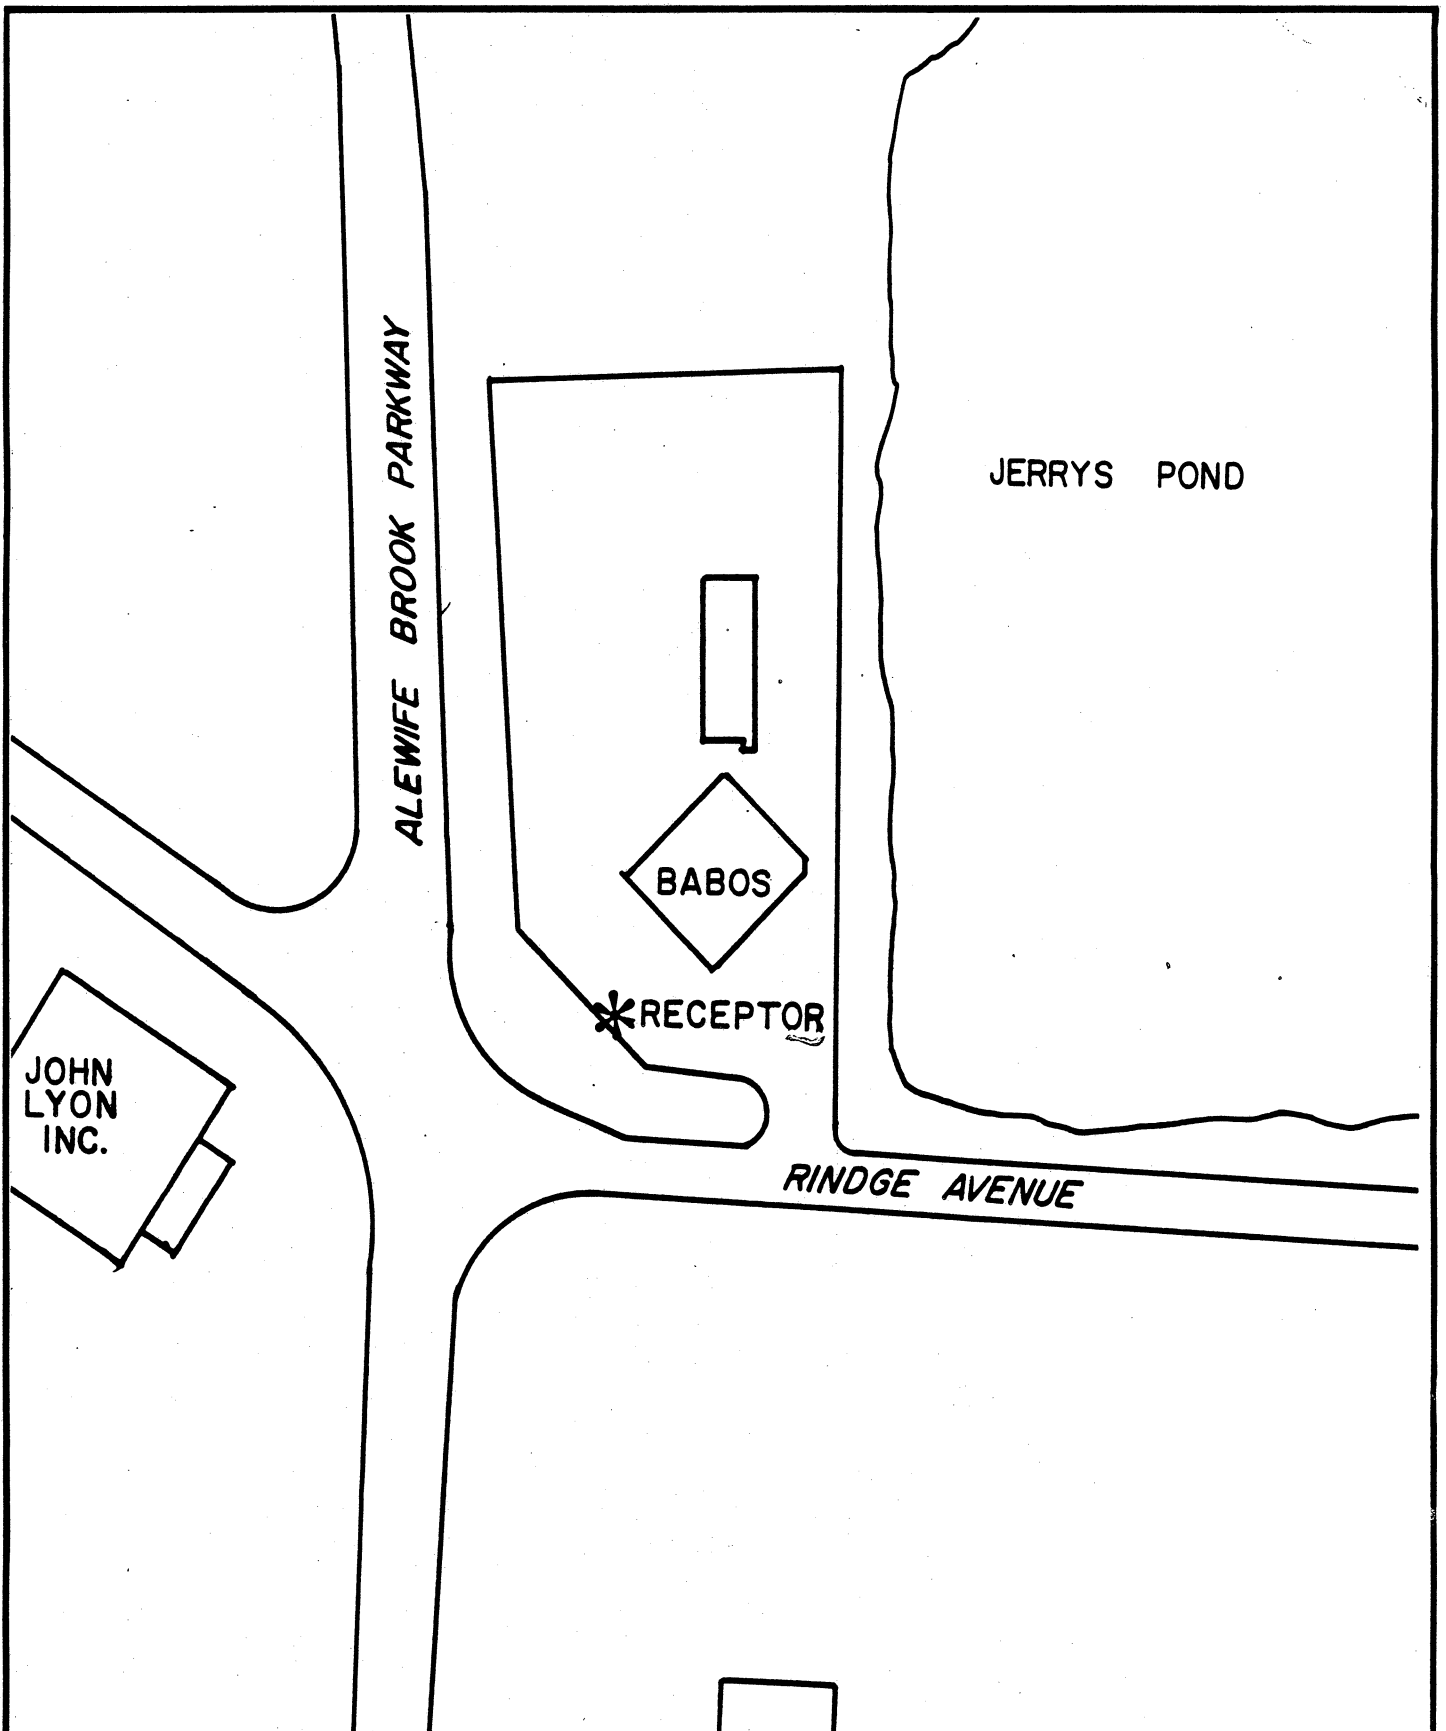 ALEWIFE BROOK PARKWAY
JERRYS POND
BABOS
RECEPTOR
JOHN
LYON
INC.
RINDGE AVENUE